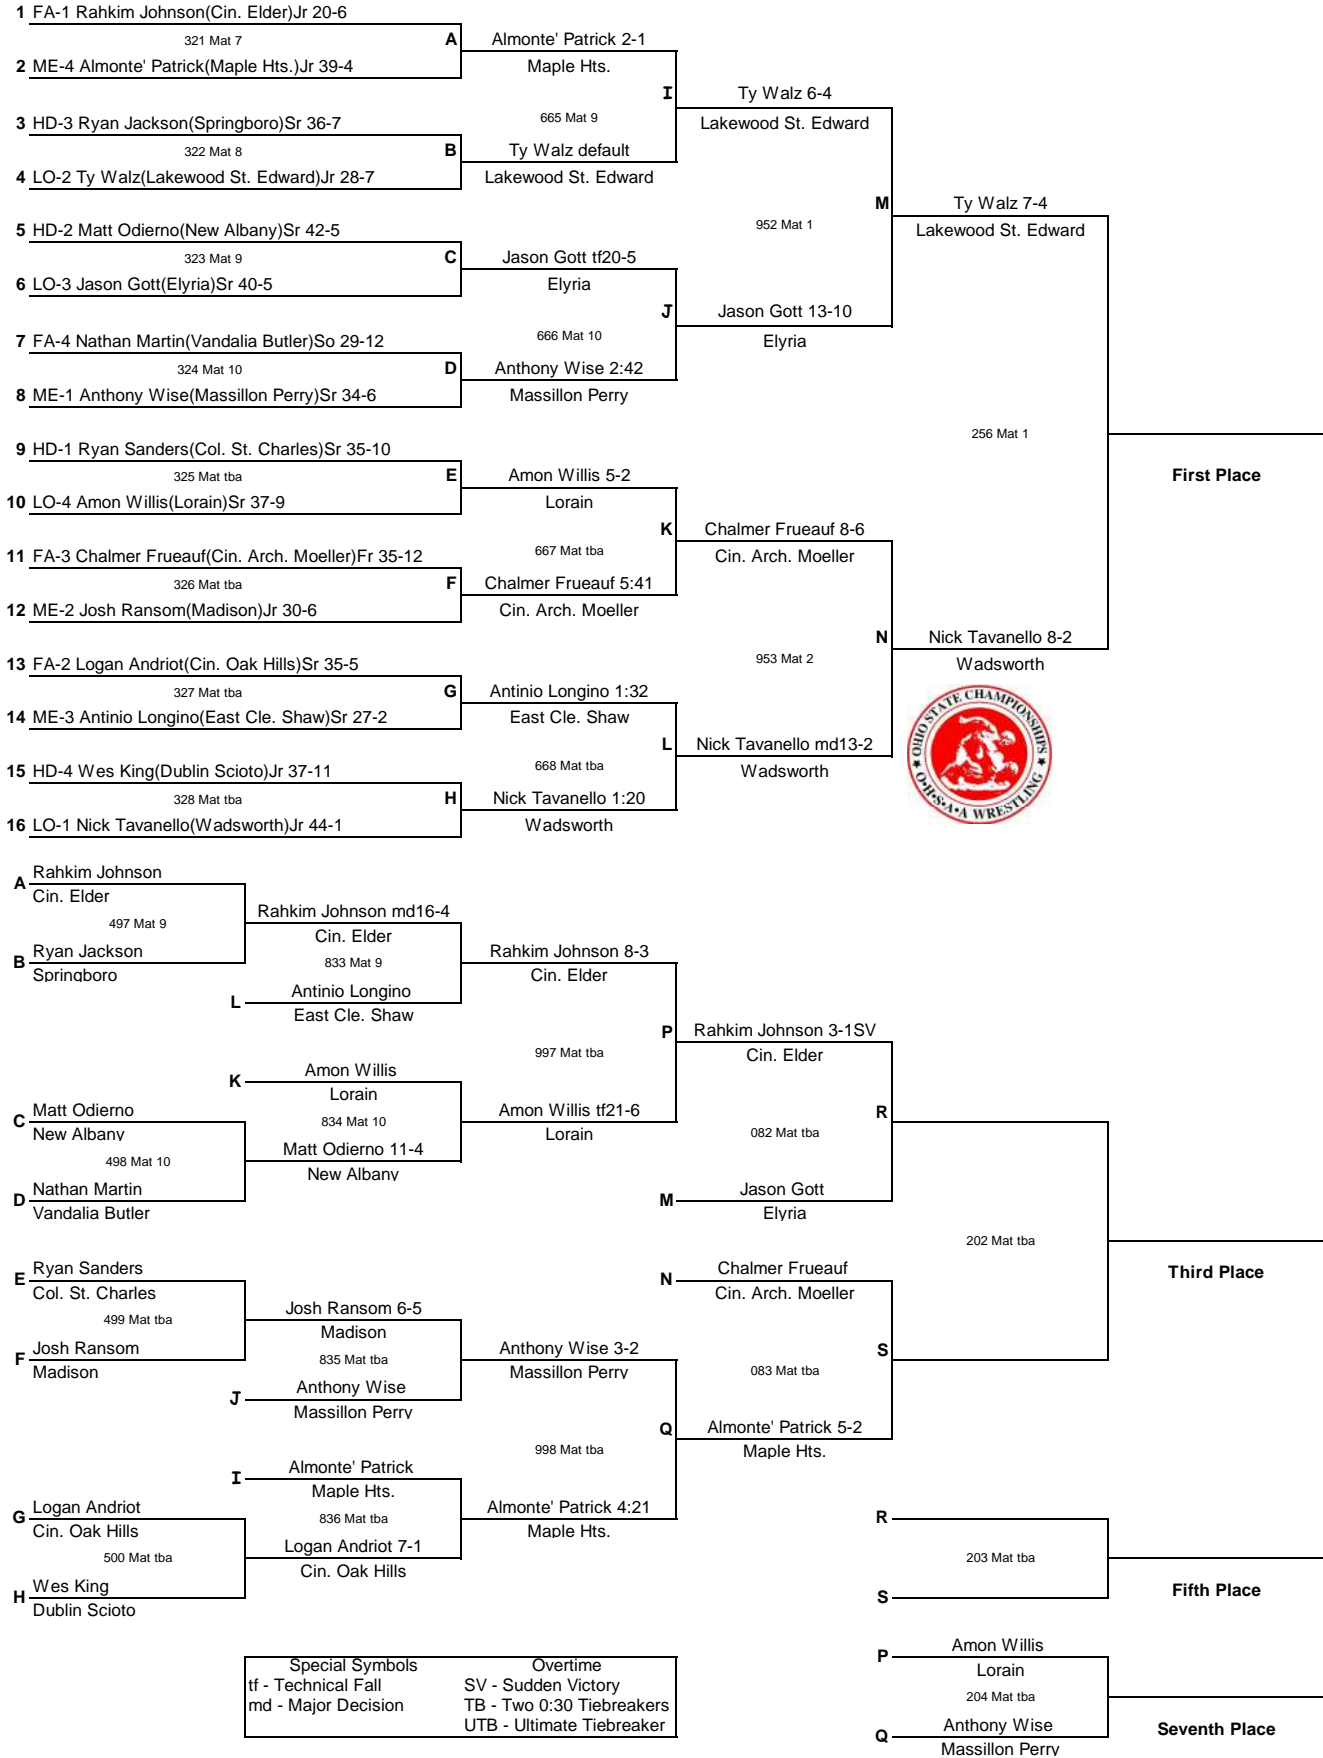 1 FA-1 Rahkim Johnson(Cin. Elder)Jr 20-6
321 Mat 7
A
2 ME-4 Almonte' Patrick(Maple Hts.)Jr 39-4
Almonte' Patrick 2-1
Maple Hts.
3 HD-3 Ryan Jackson(Springboro)Sr 36-7
322 Mat 8
B
4 LO-2 Ty Walz(Lakewood St. Edward)Jr 28-7
665 Mat 9
I
Ty Walz default
Lakewood St. Edward
Ty Walz 6-4
Lakewood St. Edward
5 HD-2 Matt Odierno(New Albany)Sr 42-5
323 Mat 9
C
6 LO-3 Jason Gott(Elyria)Sr 40-5
Jason Gott tf20-5
Elyria
952 Mat 1
M
Ty Walz 7-4
Lakewood St. Edward
7 FA-4 Nathan Martin(Vandalia Butler)So 29-12
324 Mat 10
D
8 ME-1 Anthony Wise(Massillon Perry)Sr 34-6
666 Mat 10
J
Anthony Wise 2:42
Massillon Perry
Jason Gott 13-10
Elyria
9 HD-1 Ryan Sanders(Col. St. Charles)Sr 35-10
325 Mat tba
E
10 LO-4 Amon Willis(Lorain)Sr 37-9
Amon Willis 5-2
Lorain
256 Mat 1
First Place
11 FA-3 Chalmer Frueauf(Cin. Arch. Moeller)Fr 35-12
326 Mat tba
F
12 ME-2 Josh Ransom(Madison)Jr 30-6
667 Mat tba
K
Chalmer Frueauf 5:41
Cin. Arch. Moeller
Chalmer Frueauf 8-6
Cin. Arch. Moeller
13 FA-2 Logan Andriot(Cin. Oak Hills)Sr 35-5
327 Mat tba
G
14 ME-3 Antinio Longino(East Cle. Shaw)Sr 27-2
Antinio Longino 1:32
East Cle. Shaw
953 Mat 2
N
Nick Tavanello 8-2
Wadsworth
15 HD-4 Wes King(Dublin Scioto)Jr 37-11
328 Mat tba
H
16 LO-1 Nick Tavanello(Wadsworth)Jr 44-1
668 Mat tba
L
Nick Tavanello 1:20
Wadsworth
Nick Tavanello md13-2
Wadsworth
OHIO STATE CHAMPIONSHIPS
O•H•S•A•A WRESTLING
A
Rahkim Johnson
Cin. Elder
497 Mat 9
B
Ryan Jackson
Springboro
Rahkim Johnson md16-4
Cin. Elder
833 Mat 9
L
Antinio Longino
East Cle. Shaw
Rahkim Johnson 8-3
Cin. Elder
997 Mat tba
P
Rahkim Johnson 3-1SV
Cin. Elder
K
Amon Willis
Lorain
C
Matt Odierno
New Albany
498 Mat 10
834 Mat 10
Amon Willis tf21-6
Lorain
D
Nathan Martin
Vandalia Butler
Matt Odierno 11-4
New Albany
082 Mat tba
R
M
Jason Gott
Elyria
202 Mat tba
Third Place
E
Ryan Sanders
Col. St. Charles
499 Mat tba
F
Josh Ransom
Madison
Josh Ransom 6-5
Madison
835 Mat tba
J
Anthony Wise
Massillon Perry
Anthony Wise 3-2
Massillon Perry
N
Chalmer Frueauf
Cin. Arch. Moeller
083 Mat tba
S
998 Mat tba
Q
Almonte' Patrick 5-2
Maple Hts.
I
Almonte' Patrick
Maple Hts.
836 Mat tba
G
Logan Andriot
Cin. Oak Hills
500 Mat tba
H
Wes King
Dublin Scioto
Logan Andriot 7-1
Cin. Oak Hills
Almonte' Patrick 4:21
Maple Hts.
R
203 Mat tba
S
Fifth Place
Special Symbols
tf - Technical Fall
md - Major Decision
Overtime
SV - Sudden Victory
TB - Two 0:30 Tiebreakers
UTB - Ultimate Tiebreaker
P
Amon Willis
Lorain
204 Mat tba
Q
Anthony Wise
Massillon Perry
Seventh Place